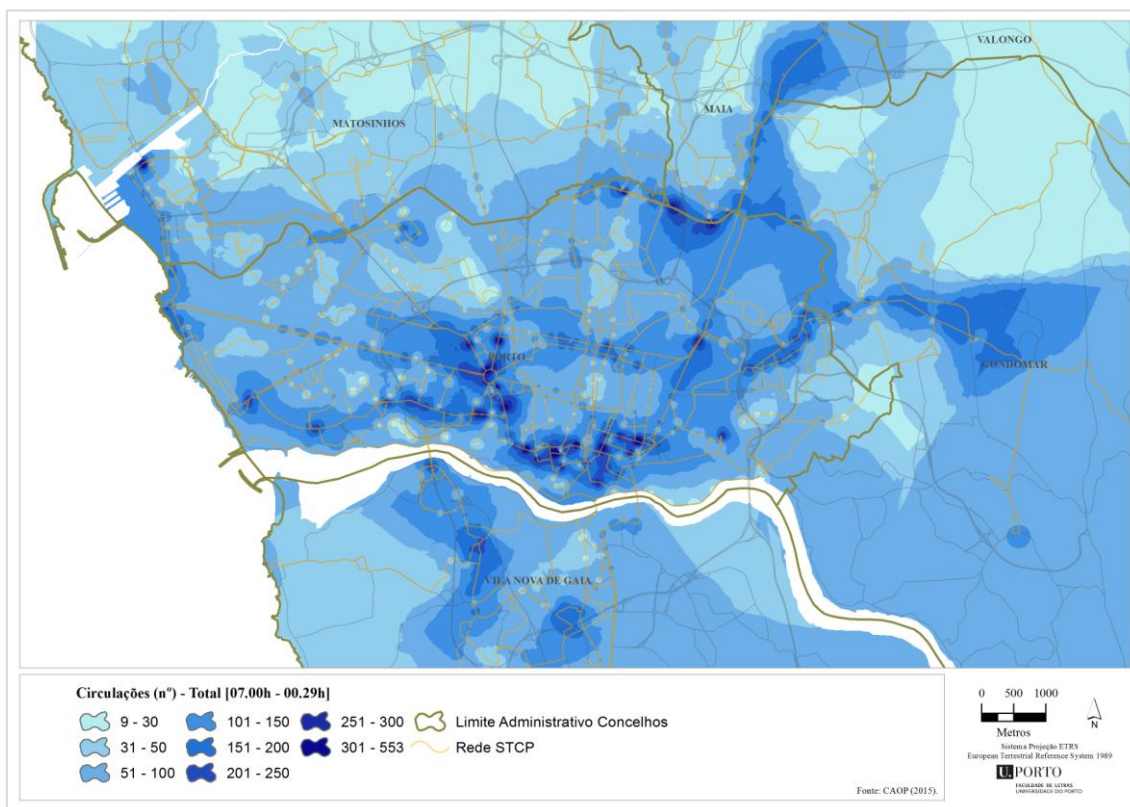 VALONGO
MAIA
MATOSINHOS
PORTO
GONDOMAR
VILA NOVA DE GAIA
Circulações (nº) - Total [07.00h - 00.29h]
9 - 30
31 - 50
51 - 100
101 - 150
151 - 200
201 - 250
251 - 300
301 - 553
Limite Administrativo Concelhos
Rede STCP
0 500 1000
Metros
N
Sistema Projeção ETRS
European Terrestrial Reference System 1989
U. PORTO
FACULDADE DE LETRAS
UNIVERSIDADE DO PORTO
Fonte: CAOP (2015).